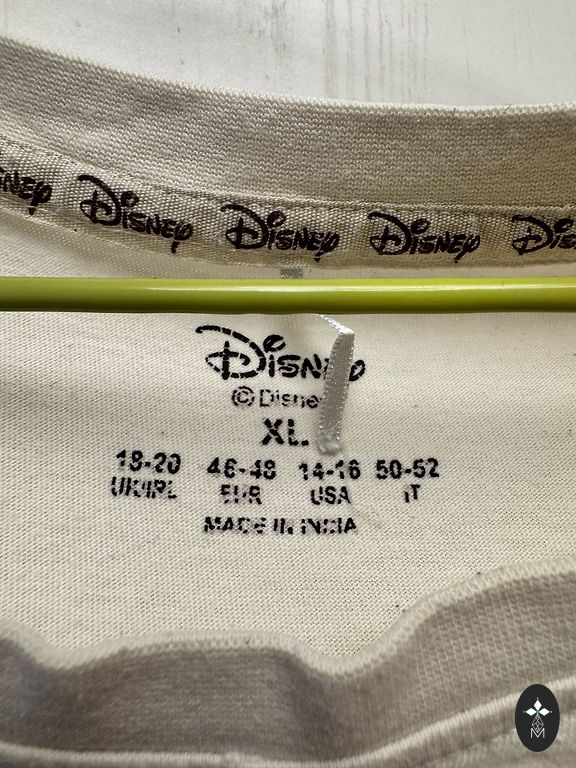 Disney Disney Disney Disney Disney
Disney
© Disney
XL
18-20 46-48 14-16 50-52
UK/IRL EUR USA IT
MADE IN INDIA
M